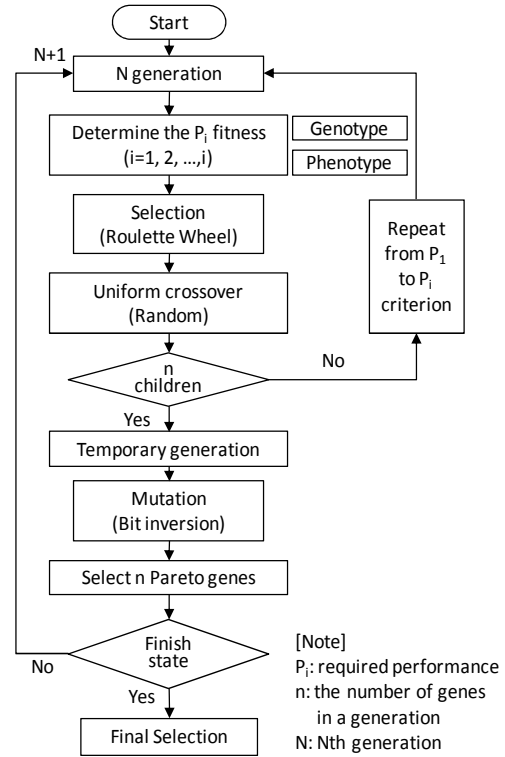 Start
N+1
N generation
Determine the Pi fitness
(i=1, 2, ...,i)
Genotype
Phenotype
Selection
(Roulette Wheel)
Repeat
from P1
to Pi
criterion
Uniform crossover
(Random)
n
children
No
Yes
Temporary generation
Mutation
(Bit inversion)
Select n Pareto genes
Finish
state
No
Yes
Final Selection
[Note]
Pi: required performance
n: the number of genes
in a generation
N: Nth generation